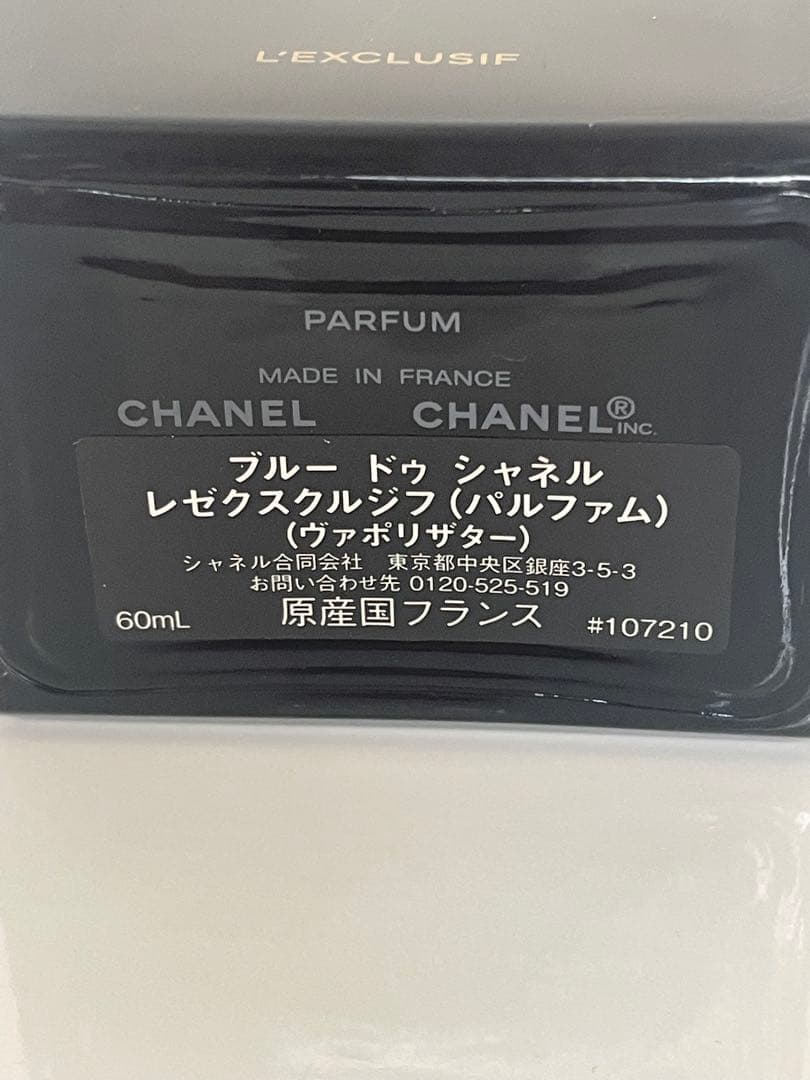 L'EXCLUSIF
PARFUM
MADE IN FRANCE
CHANEL CHANEL® INC.
ブルー ドゥ シャネル
レゼクスクルジフ(パルファム)
(ヴァポリザター)
シャネル合同会社 東京都中央区銀座3-5-3
お問い合わせ先 0120-525-519
60mL 原産国フランス #107210